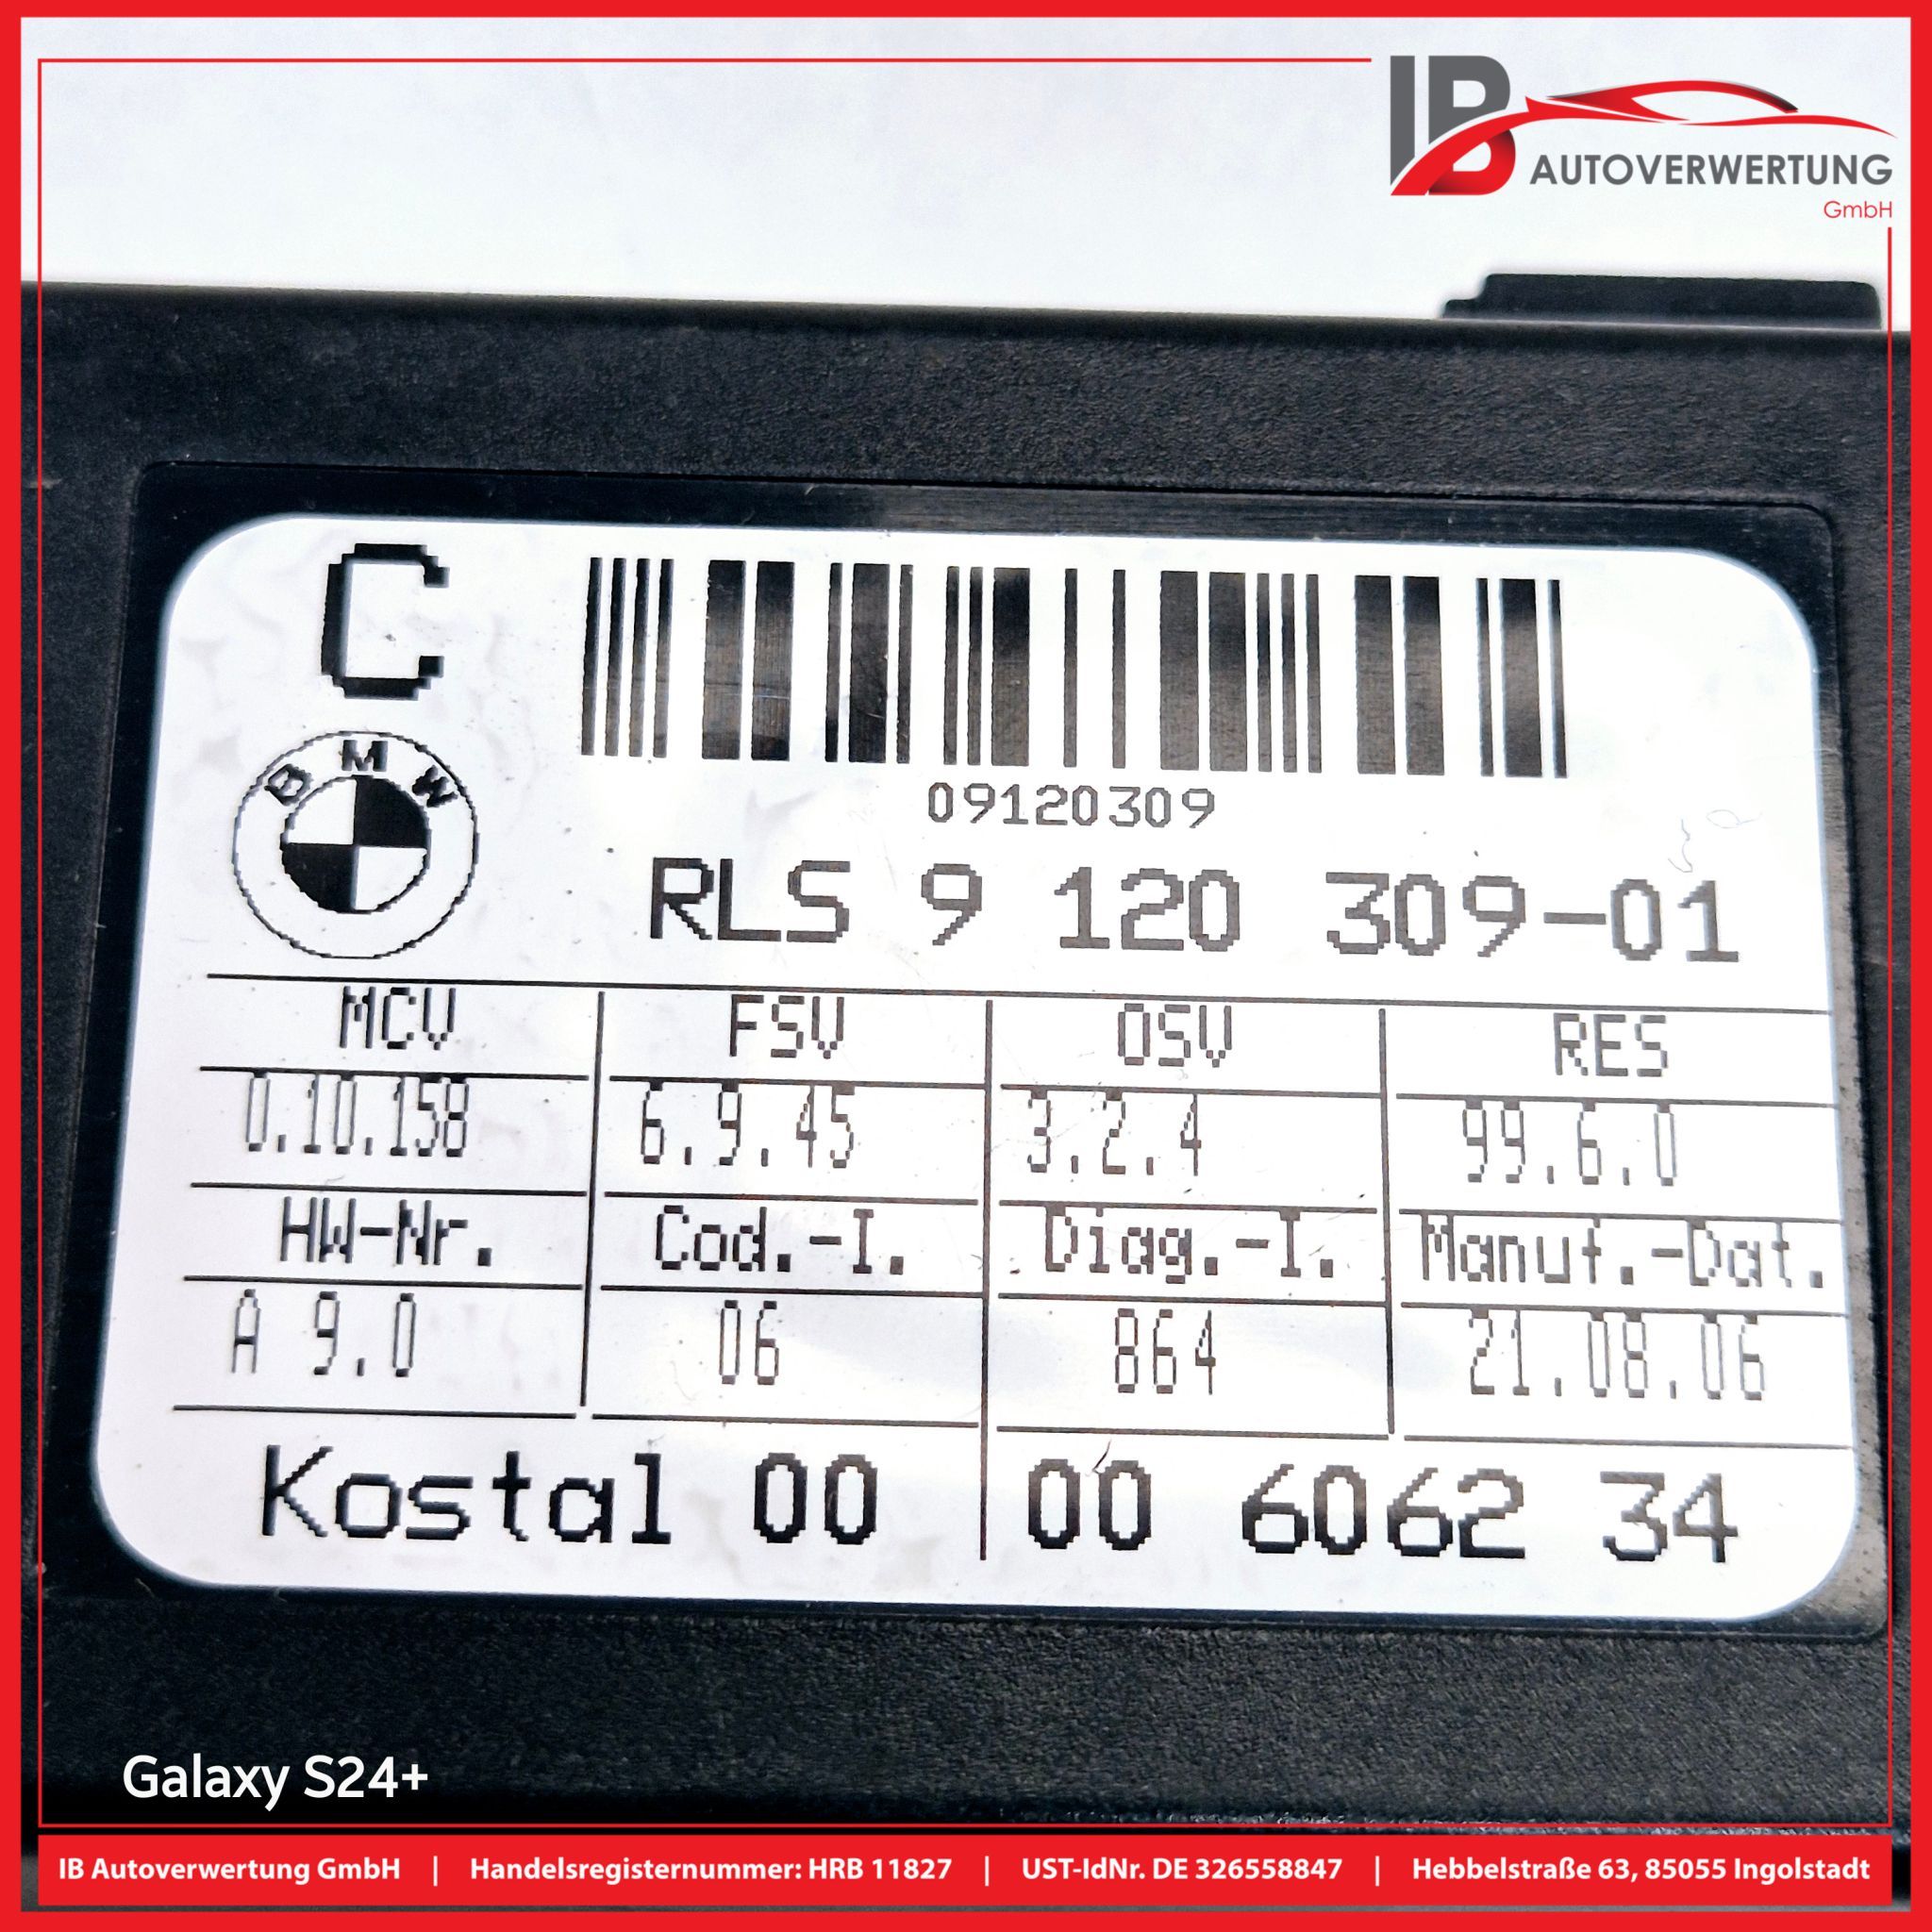 IB
AUTOVERWERTUNG
GmbH
C
BMW
09120309
RLS 9 120 309-01
MCV FSV OSV RES
0.10.158 6.9.45 3.2.4 99.6.0
HW-Nr. Cod.-I. Diag.-I. Manuf.-Dat.
A 9.0 06 864 21.08.06
Kostal 00 00 6062 34
Galaxy S24+
IB Autoverwertung GmbH | Handelsregisternummer: HRB 11827 | UST-IdNr. DE 326558847 | Hebbelstraße 63, 85055 Ingolstadt